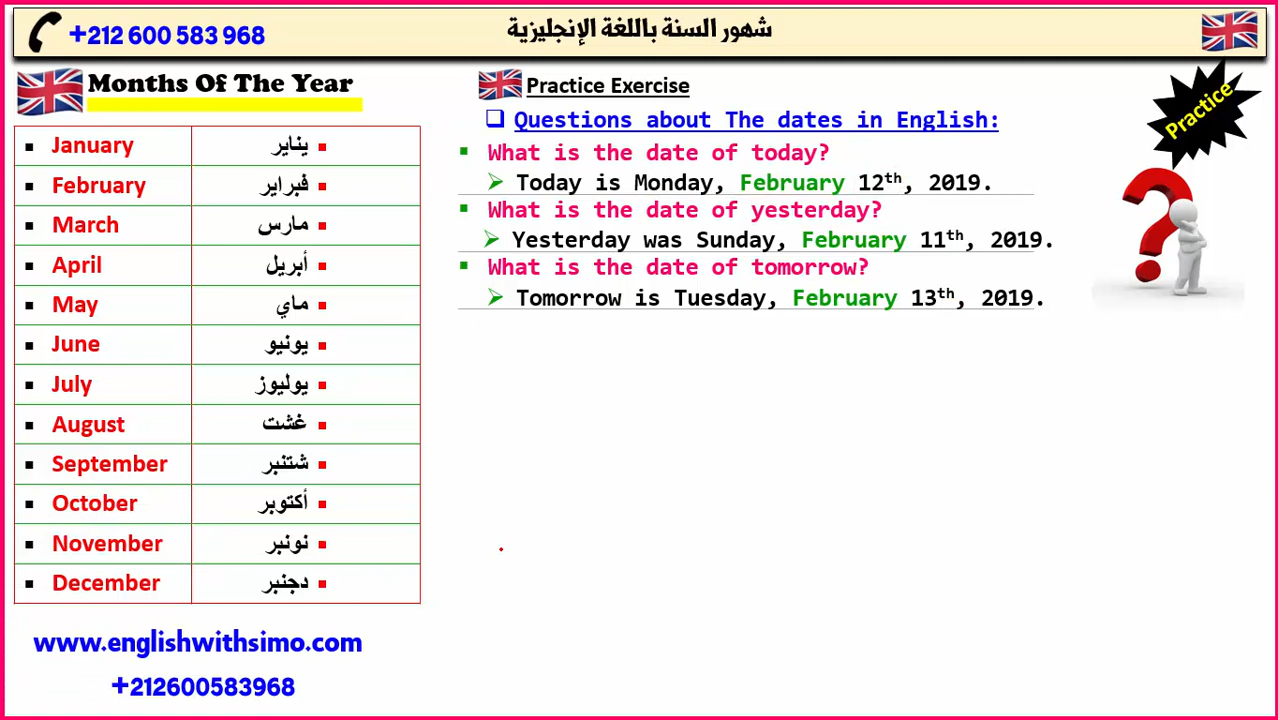 +212 600 583 968
شهور السنة باللغة الإنجليزية
Months Of The Year
January يناير
February فبراير
March مارس
April أبريل
May ماي
June يونيو
July يوليوز
August غشت
September شتنبر
October أكتوبر
November نونبر
December دجنبر
www.englishwithsimo.com
+212600583968
Practice Exercise
Questions about The dates in English:
What is the date of today?
Today is Monday, February 12th, 2019.
What is the date of yesterday?
Yesterday was Sunday, February 11th, 2019.
What is the date of tomorrow?
Tomorrow is Tuesday, February 13th, 2019.
Practice